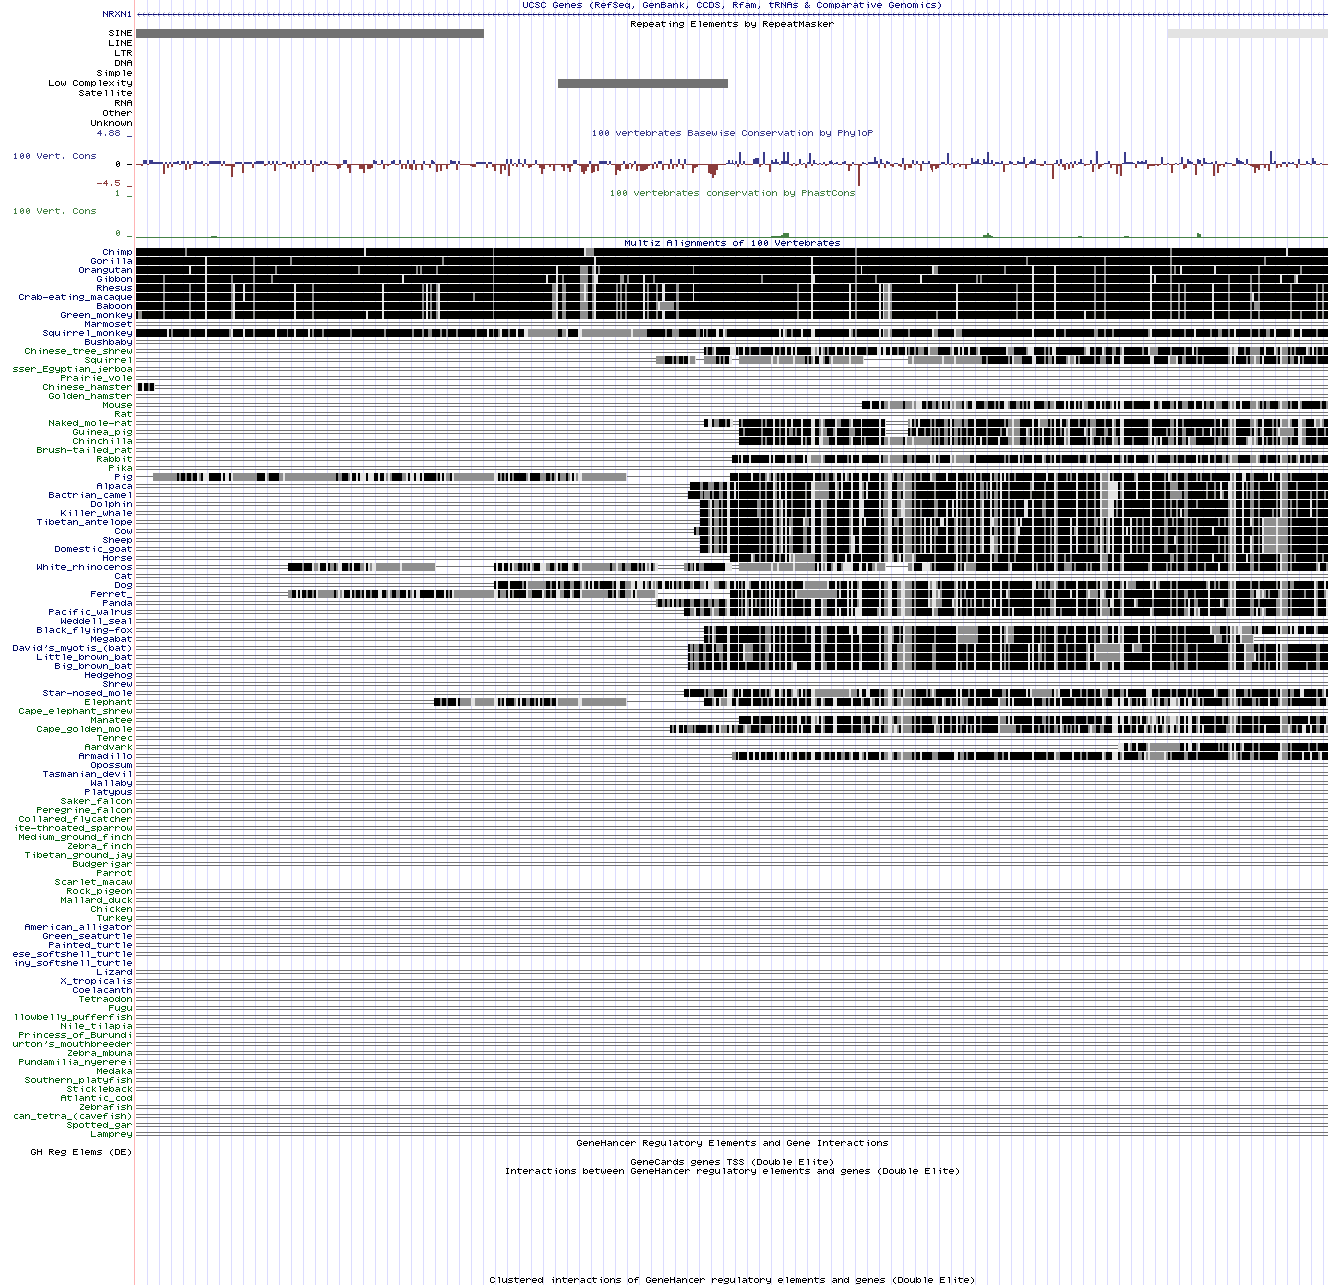 UCSC Genes (RefSeq, GenBank, CCDS, Rfam, tRNAs & Comparative Genomics)
NRXN1
Repeating Elements by RepeatMasker
SINE
LINE
LTR
DNA
Simple
Low Complexity
Satellite
RNA
Other
Unknown
4.88 _
100 vertebrates Basewise Conservation by PhyloP
100 Vert. Cons
0 _
-4.5 _
100 vertebrates conservation by PhastCons
1 _
100 Vert. Cons
0 _
Multiz Alignments of 100 Vertebrates
Chimp
Gorilla
Orangutan
Gibbon
Rhesus
Crab-eating_macaque
Baboon
Green_monkey
Marmoset
Squirrel_monkey
Bushbaby
Chinese_tree_shrew
Squirrel
sser_Egyptian_jerboa
Prairie_vole
Chinese_hamster
Golden_hamster
Mouse
Rat
Naked_mole-rat
Guinea_pig
Chinchilla
Brush-tailed_rat
Rabbit
Pika
Pig
Alpaca
Bactrian_camel
Dolphin
Killer_whale
Tibetan_antelope
Cow
Sheep
Domestic_goat
Horse
White_rhinoceros
Cat
Dog
Ferret_
Panda
Pacific_walrus
Weddell_seal
Black_flying-fox
Megabat
David's_myotis_(bat)
Little_brown_bat
Big_brown_bat
Hedgehog
Shrew
Star-nosed_mole
Elephant
Cape_elephant_shrew
Manatee
Cape_golden_mole
Tenrec
Aardvark
Armadillo
Opossum
Tasmanian_devil
Wallaby
Platypus
Saker_falcon
Peregrine_falcon
Collared_flycatcher
ite-throated_sparrow
Medium_ground_finch
Zebra_finch
Tibetan_ground_jay
Budgerigar
Parrot
Scarlet_macaw
Rock_pigeon
Mallard_duck
Chicken
Turkey
American_alligator
Green_seaturtle
Painted_turtle
ese_softshell_turtle
iny_softshell_turtle
Lizard
X_tropicalis
Coelacanth
Tetraodon
Fugu
llowbelly_pufferfish
Nile_tilapia
Princess_of_Burundi
urton's_mouthbreeder
Zebra_mbuna
Pundamilia_nyererei
Medaka
Southern_platyfish
Stickleback
Atlantic_cod
Zebrafish
can_tetra_(cavefish)
Spotted_gar
Lamprey
GeneHancer Regulatory Elements and Gene Interactions
GH Reg Elems (DE)
GeneCards genes TSS (Double Elite)
Interactions between GeneHancer regulatory elements and genes (Double Elite)
Clustered interactions of GeneHancer regulatory elements and genes (Double Elite)